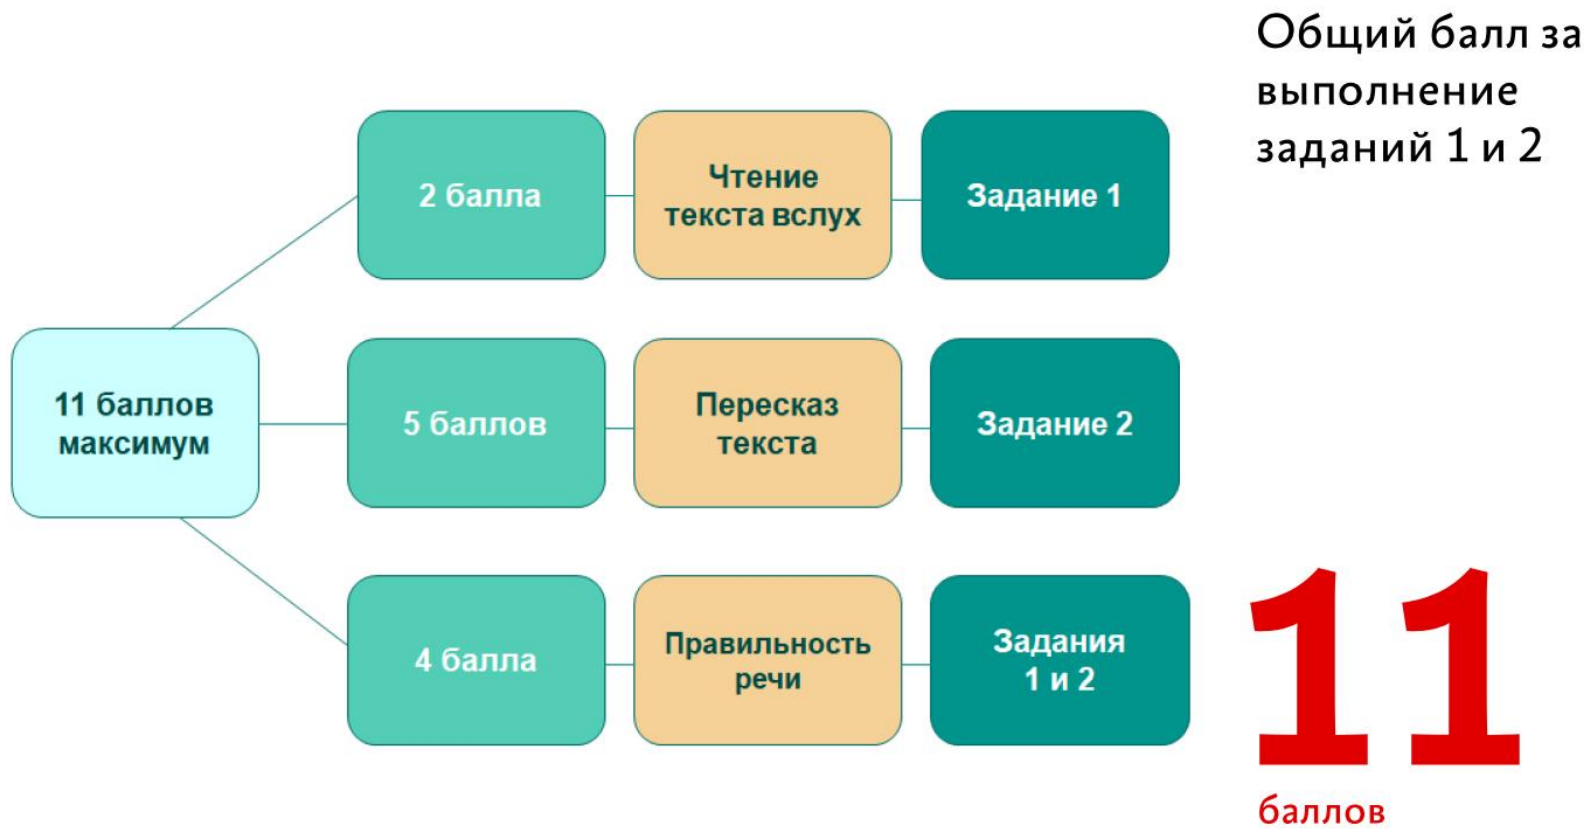 Общий балл за
выполнение
заданий 1 и 2
2 балла
Чтение
текста вслух
Задание 1
11 баллов
максимум
5 баллов
Пересказ
текста
Задание 2
4 балла
Правильность
речи
Задания
1 и 2
11
баллов